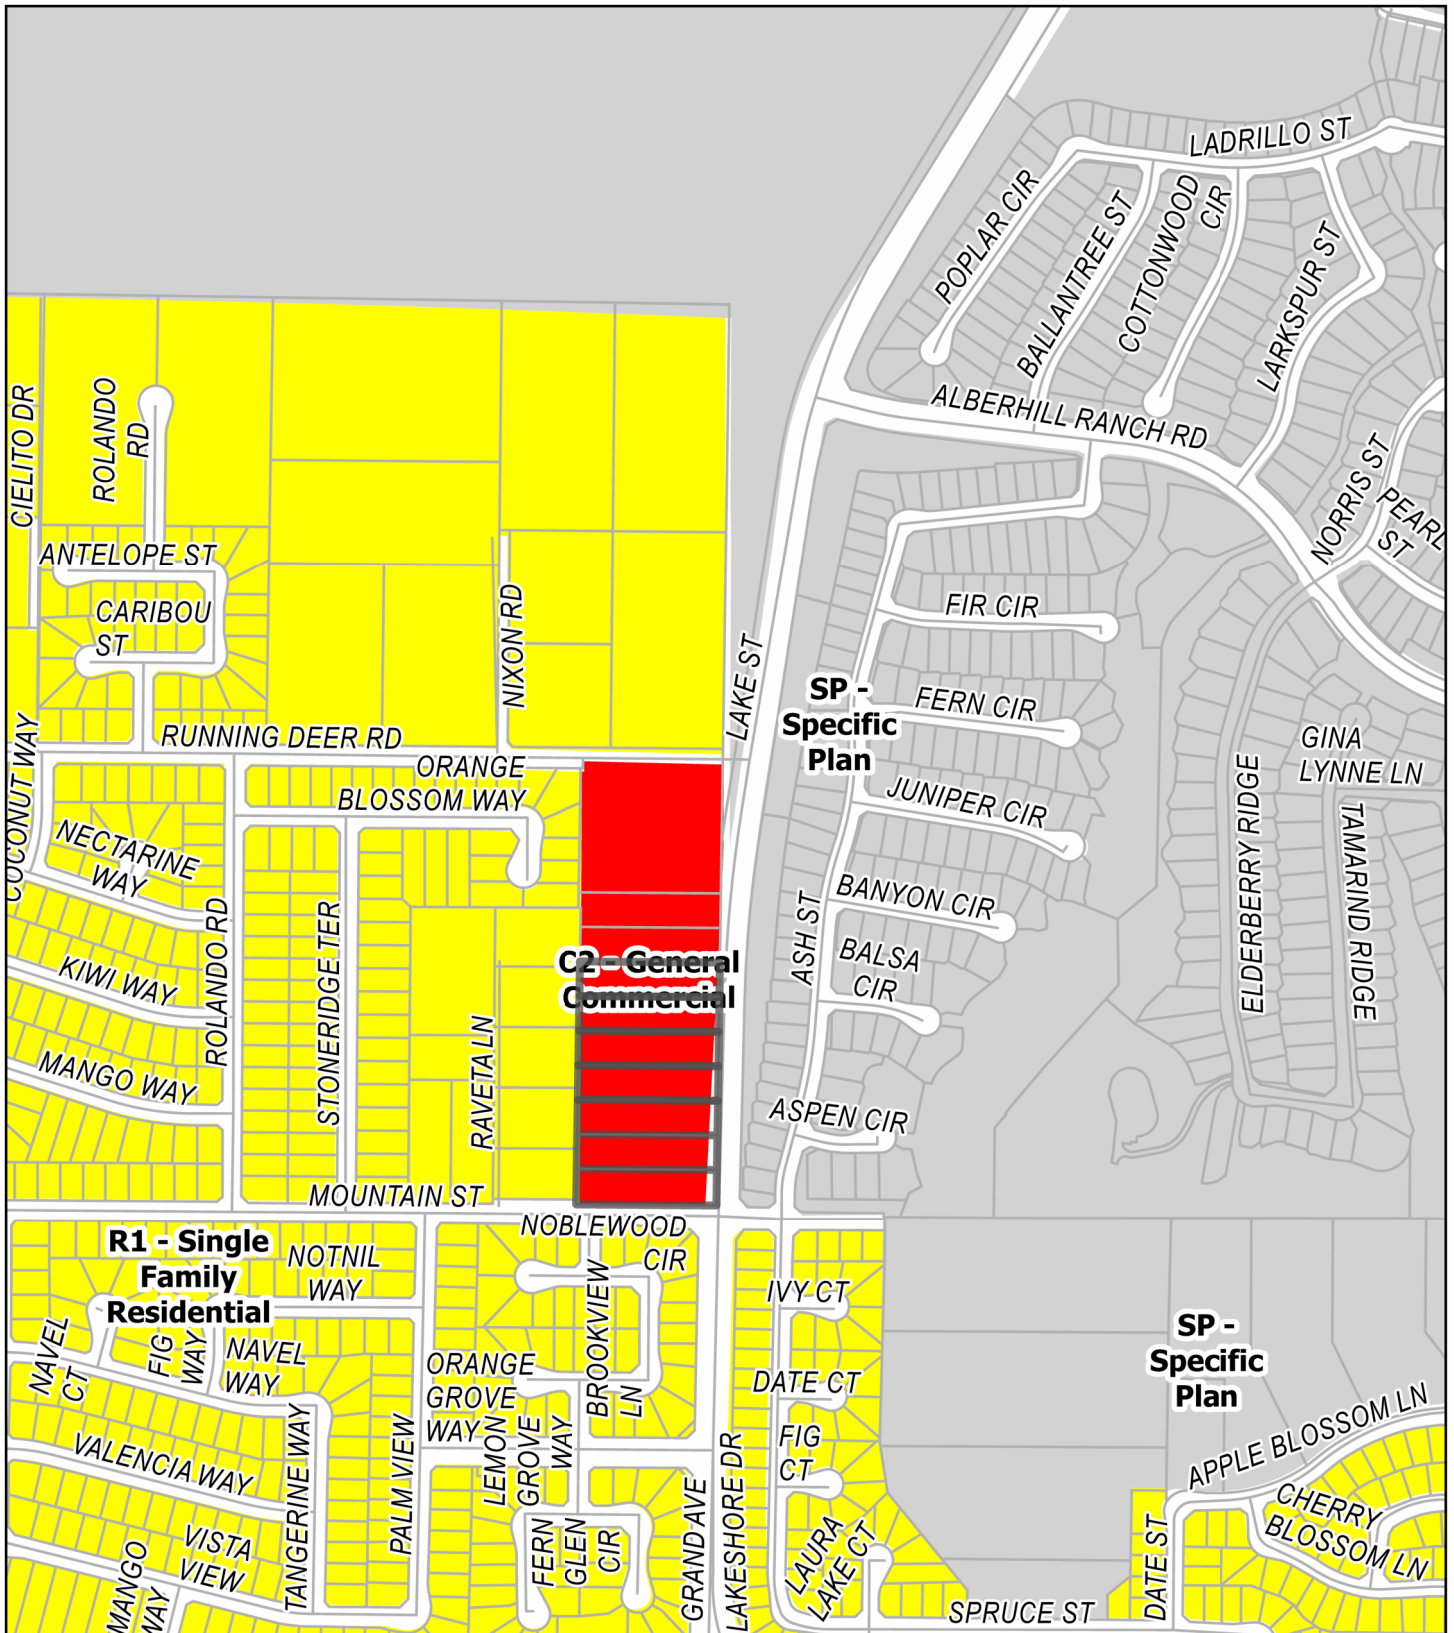 LADRILLO ST
POPLAR CIR
BALLANTREE ST
COTTONWOOD
CIR
LARKSPUR ST
ALBERHILL RANCH RD
NORRIS ST
PEARL
ST
CIELITO DR
ROLANDO
RD
ANTELOPE ST
CARIBOU
ST
NIXON RD
LAKE ST
FIR CIR
FERN CIR
SP -
Specific
Plan
JUNIPER CIR
GINA
LYNNE LN
ELDERBERRY RIDGE
TAMARIND RIDGE
RUNNING DEER RD
ORANGE
BLOSSOM WAY
COCONUT WAY
NECTARINE
WAY
KIWI WAY
MANGO WAY
ROLANDO RD
STONERIDGE TER
RAVETA LN
C2 - General
Commercial
ASH ST
BANYON CIR
BALSA
CIR
ASPEN CIR
MOUNTAIN ST
NOBLEWOOD
CIR
R1 - Single
Family
Residential
NOTNIL
WAY
NAVEL
CT
FIG
WAY
NAVEL
WAY
ORANGE
GROVE
WAY
BROOKVIEW
LN
IVY CT
DATE CT
FIG
CT
SP -
Specific
Plan
VALENCIA WAY
TANGERINE WAY
PALM VIEW
LEMON
GROVE
WAY
VISTA
VIEW
MANGO
WAY
FERN
GLEN
CIR
GRAND AVE
LAKESHORE DR
LAURA
LAKE CT
SPRUCE ST
DATE ST
APPLE BLOSSOM LN
CHERRY
BLOSSOM LN